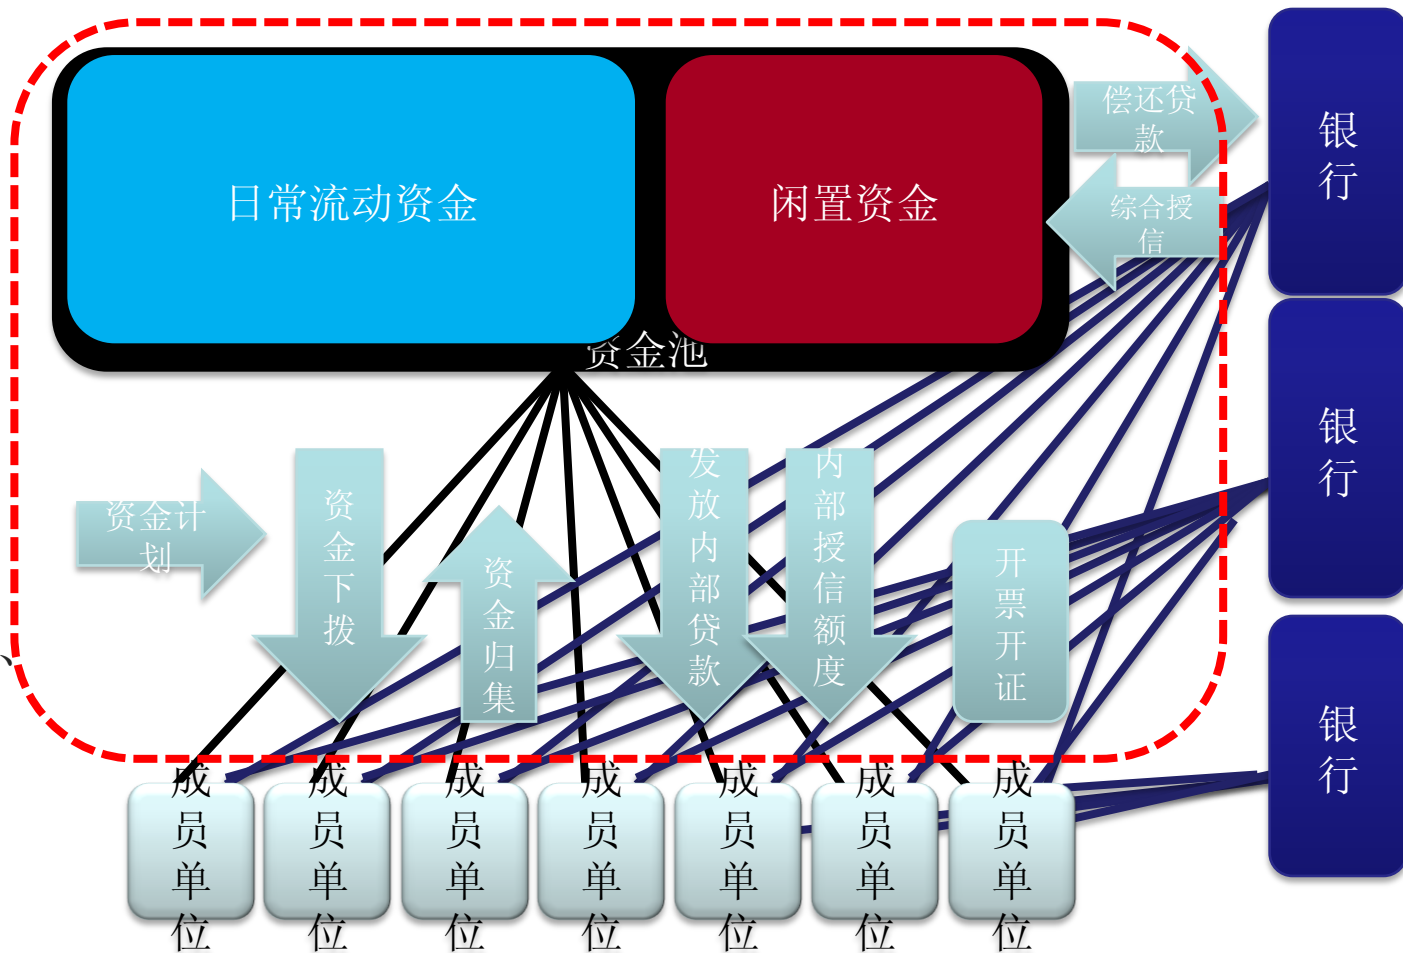 偿还贷
款
综合授
信
银
行
日常流动资金
闲置资金
资金池
资金计
划
资
金
下
拨
资
金
归
集
发
放
内
部
贷
款
内
部
授
信
额
度
开
票
开
证
银
行
银
行
、
成
员
单
位
成
员
单
位
成
员
单
位
成
员
单
位
成
员
单
位
成
员
单
位
成
员
单
位